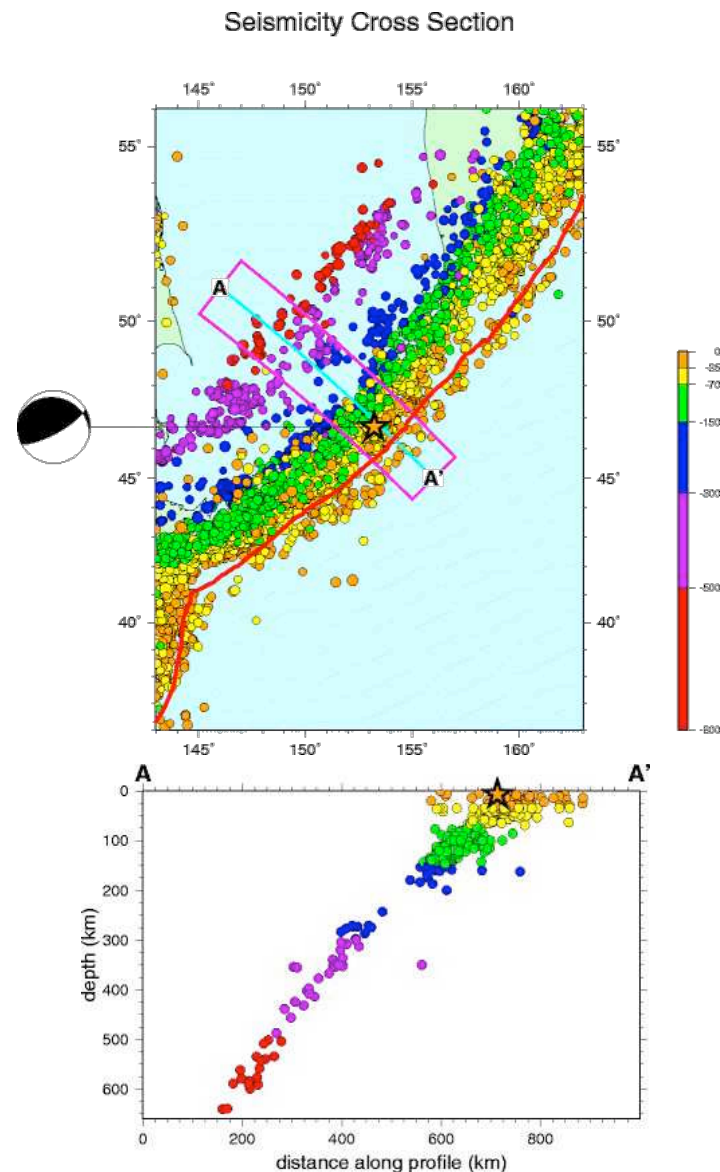 Seismicity Cross Section
145° 150° 155° 160°
55° 55°
A
50° 50°
0
-35
-70
-150
-300
-500
-800
45° 45°
A'
40° 40°
145° 150° 155° 160°
A A'
0
100
200
300
400
500
600
depth (km)
0 200 400 600 800
distance along profile (km)